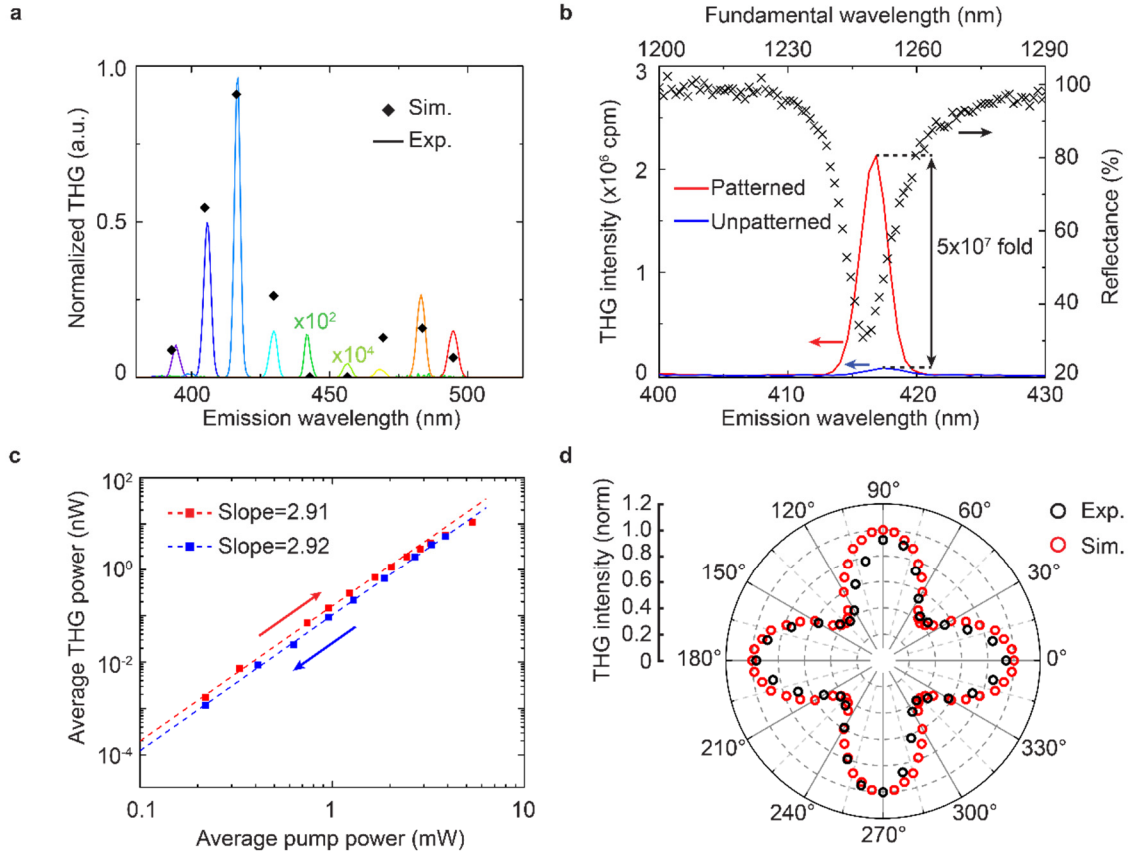 a
1.0
0.5
0
Normalized THG (a.u.)
Sim.
Exp.
x10²
x10⁴
400
450
500
Emission wavelength (nm)
b
Fundamental wavelength (nm)
1200
1230
1263
1290
3
2
1
0
THG intensity (x10⁶ cpm)
Patterned
Unpatterned
5x10⁷ fold
100
80
60
40
20
Reflectance (%)
400
410
420
430
Emission wavelength (nm)
c
10²
10⁰
10⁻²
10⁻⁴
Average THG power (nW)
Slope=2.91
Slope=2.92
0.1
1
10
Average pump power (mW)
d
THG intensity (norm)
1.2
1.0
0.8
0.6
0.4
0.2
0
90°
120°
60°
150°
30°
180°
0°
210°
330°
240°
300°
270°
Exp.
Sim.